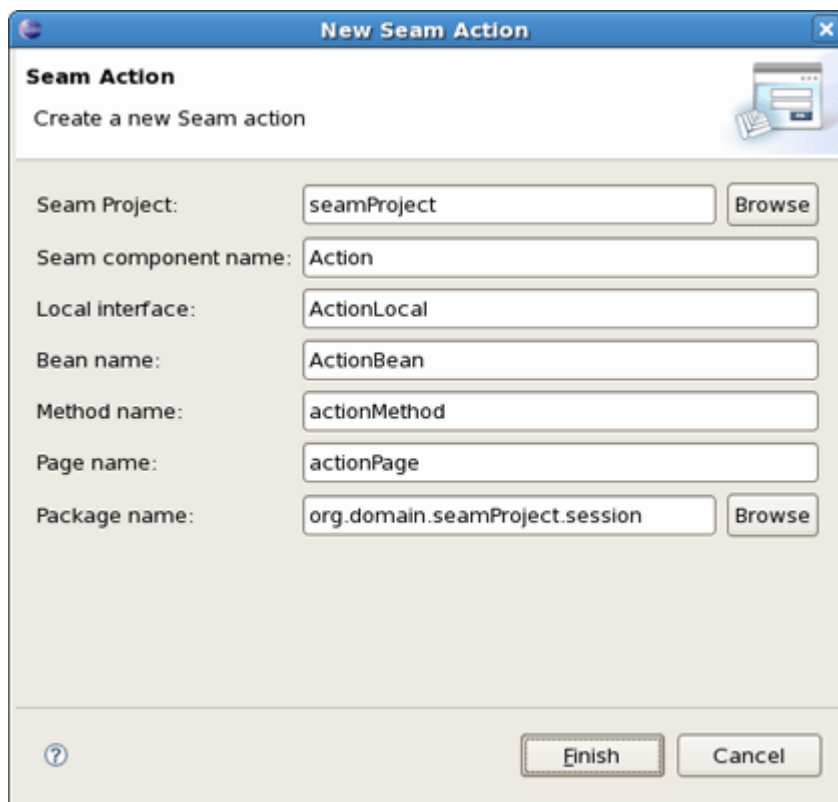 New Seam Action
Seam Action
Create a new Seam action
Seam Project: seamProject Browse
Seam component name: Action
Local interface: ActionLocal
Bean name: ActionBean
Method name: actionMethod
Page name: actionPage
Package name: org.domain.seamProject.session Browse
? Finish Cancel